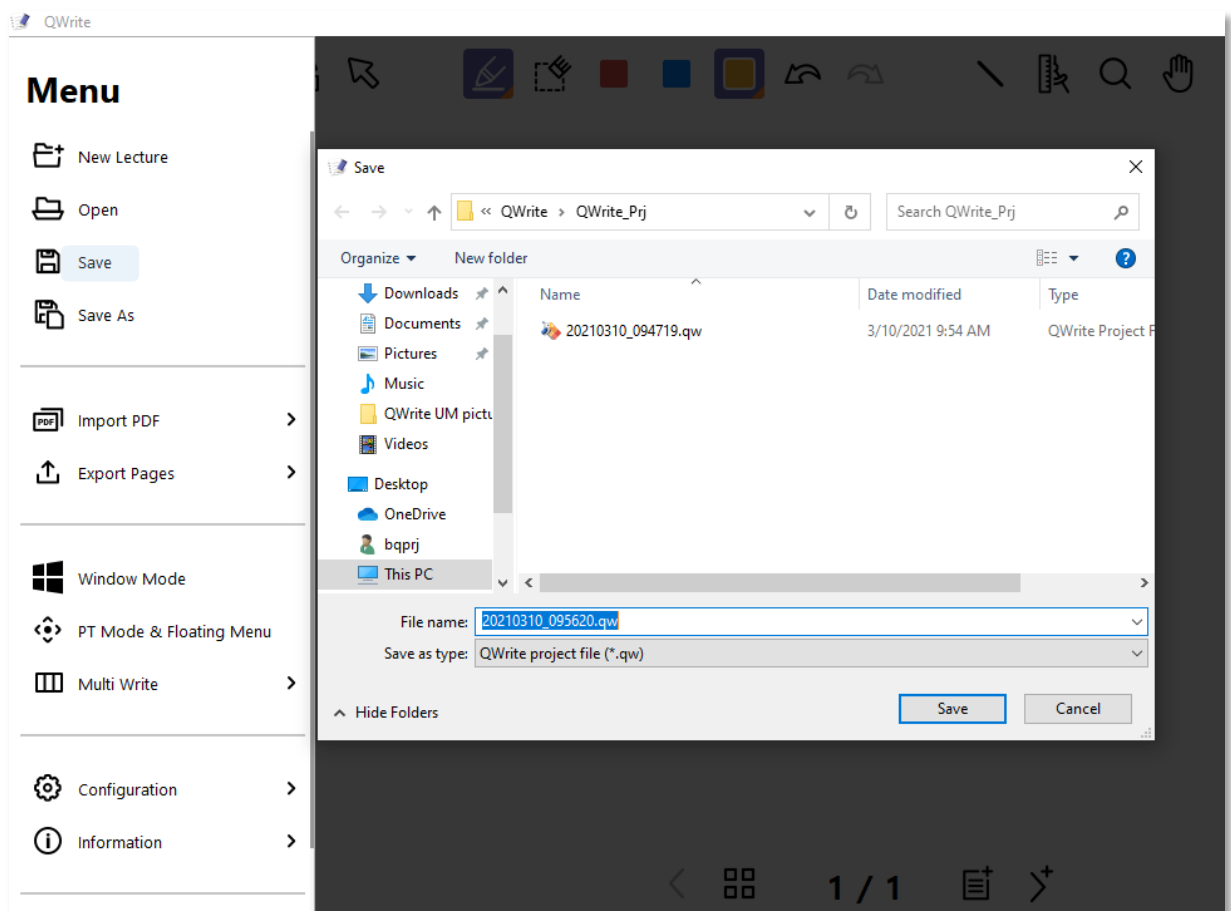 QWrite
Menu
New Lecture
Open
Save
Save As
Import PDF
Export Pages
Window Mode
PT Mode & Floating Menu
Multi Write
Configuration
Information
Save
« QWrite › QWrite_Prj
Search QWrite_Prj
Organize
New folder
Downloads
Documents
Pictures
Music
QWrite UM pictu
Videos
Desktop
OneDrive
bqprj
This PC
Name Date modified Type
20210310_094719.qw 3/10/2021 9:54 AM QWrite Project F
File name: 20210310_095620.qw
Save as type: QWrite project file (*.qw)
Hide Folders
Save
Cancel
1 / 1